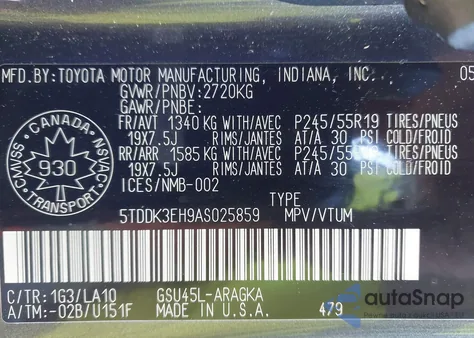 MFD.BY:TOYOTA MOTOR MANUFACTURING, INDIANA, INC. 05
GVWR/PNBV:2720KG
GAWR/PNBE:
FR/AV 1340 KG WITH/AVEC P245/55R19 TIRES/PNEUS
19X7.5J RIMS/JANTES AT/A 30 PSI COLD/FROID
RR/ARR 1585 KG WITH/AVEC P245/55 TIRES/PNEUS
19X7.5J RIMS/JANTES AT/A 30 PSI COLD/FROID
ICES/NMB-002
CANADA
CMVSS NSVAC
930
TRANSPORT
TYPE
5TDDK3EH9AS025859 MPV/VTUM
C/TR:1G3/LA10 GSU45L-ARAGKA
A/TM:-02B/U151F MADE IN U.S.A. 479
autoSnap